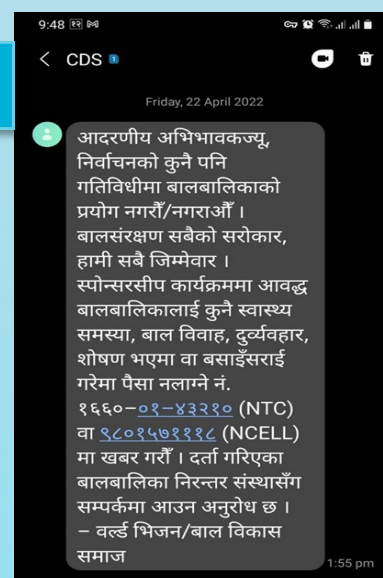 9:48
CDS 1
Friday, 22 April 2022
आदरणीय अभिभावकज्यू,
निर्वाचनको कुनै पनि
गतिविधीमा बालबालिकाको
प्रयोग नगरौँ/नगराऔँ ।
बालसंरक्षण सबैको सरोकार,
हामी सबै जिम्मेवार ।
स्पोन्सरसीप कार्यक्रममा आवद्ध
बालबालिकालाई कुनै स्वास्थ्य
समस्या, बाल विवाह, दुर्व्यवहार,
शोषण भएमा वा बसाइँसराई
गरेमा पैसा नलाग्ने नं.
१६६०–०१–४३२१० (NTC)
वा ९८०१५७१११८ (NCELL)
मा खबर गरौँ । दर्ता गरिएका
बालबालिका निरन्तर संस्थासँग
सम्पर्कमा आउन अनुरोध छ ।
– वर्ल्ड भिजन/बाल विकास
समाज
1:55 pm